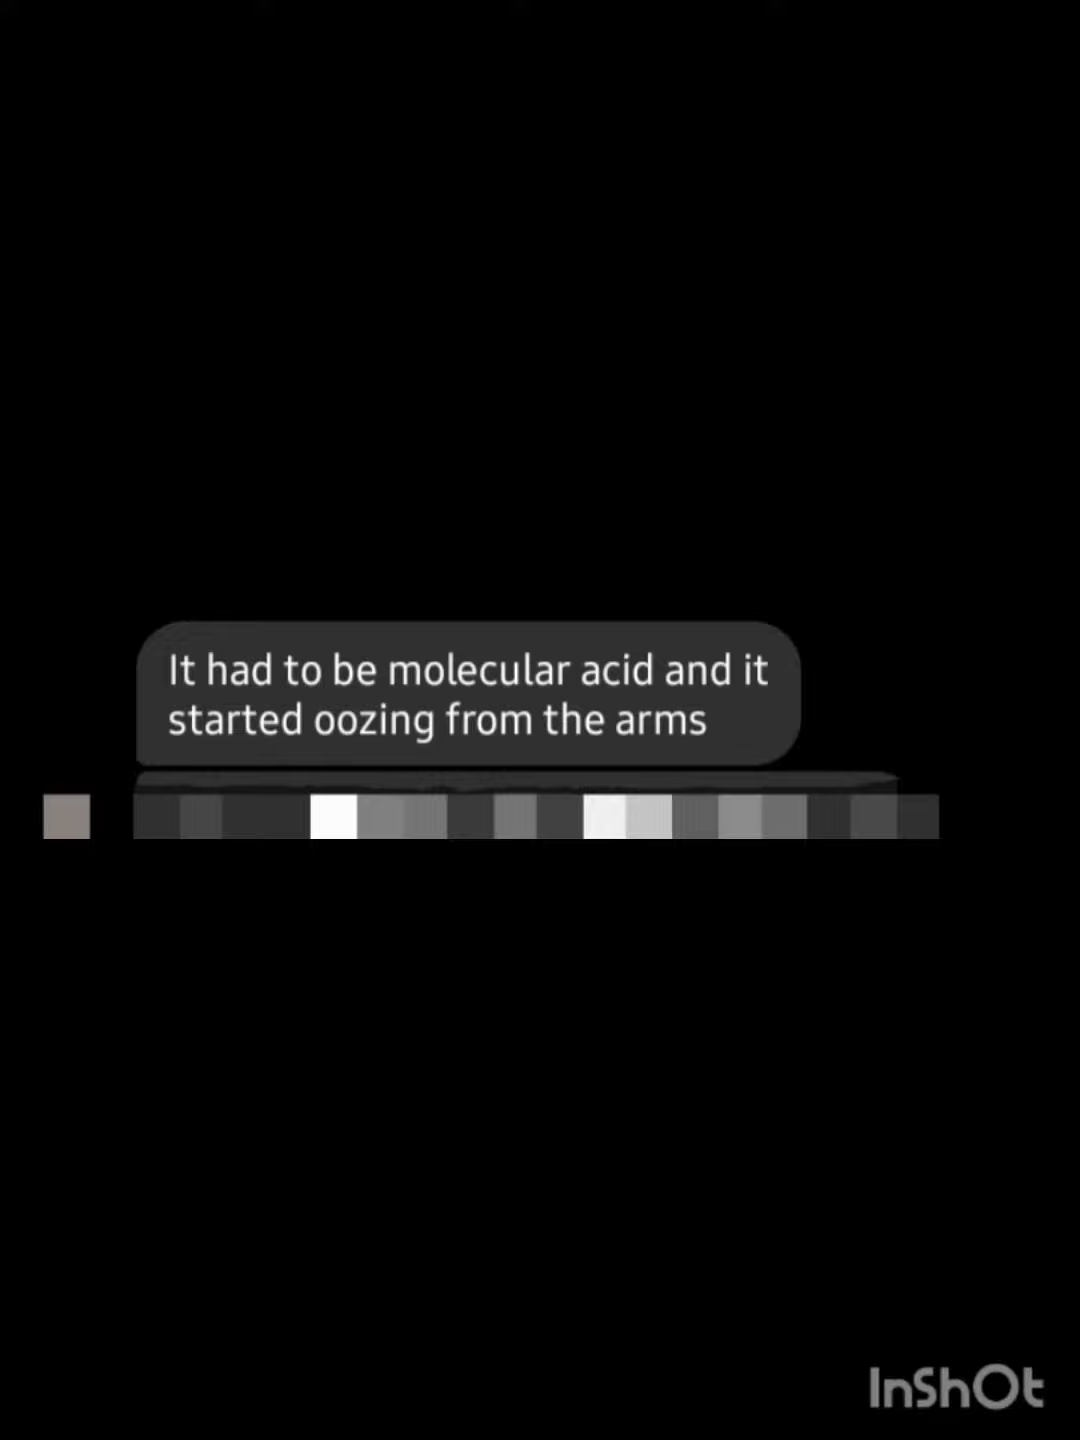 It had to be molecular acid and it
started oozing from the arms
InShOt